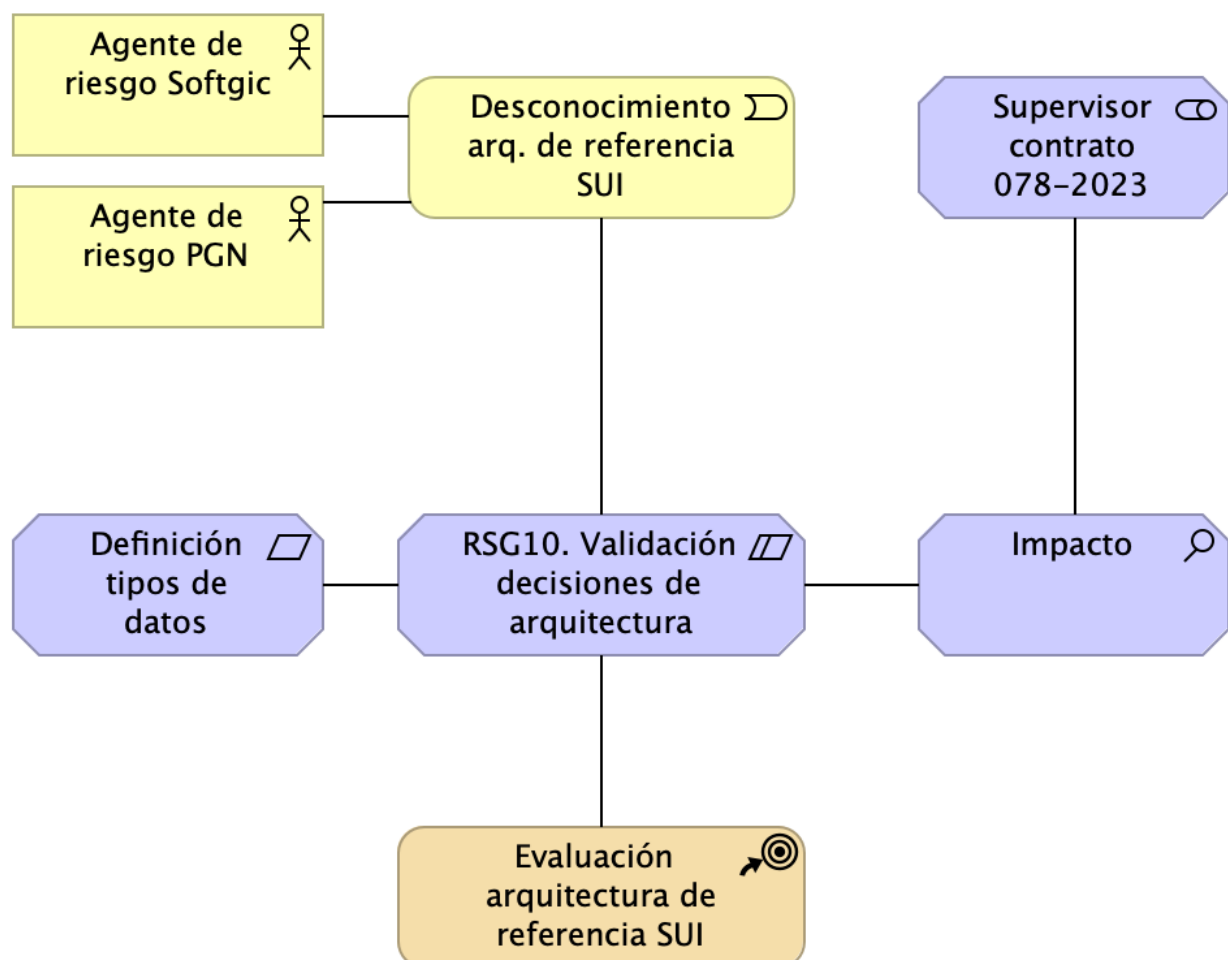 Agente de
riesgo Softgic
Desconocimiento
arq. de referencia
SUI
Supervisor
contrato
078-2023
Agente de
riesgo PGN
Definición
tipos de
datos
RSG10. Validación
decisiones de
arquitectura
Impacto
Evaluación
arquitectura de
referencia SUI